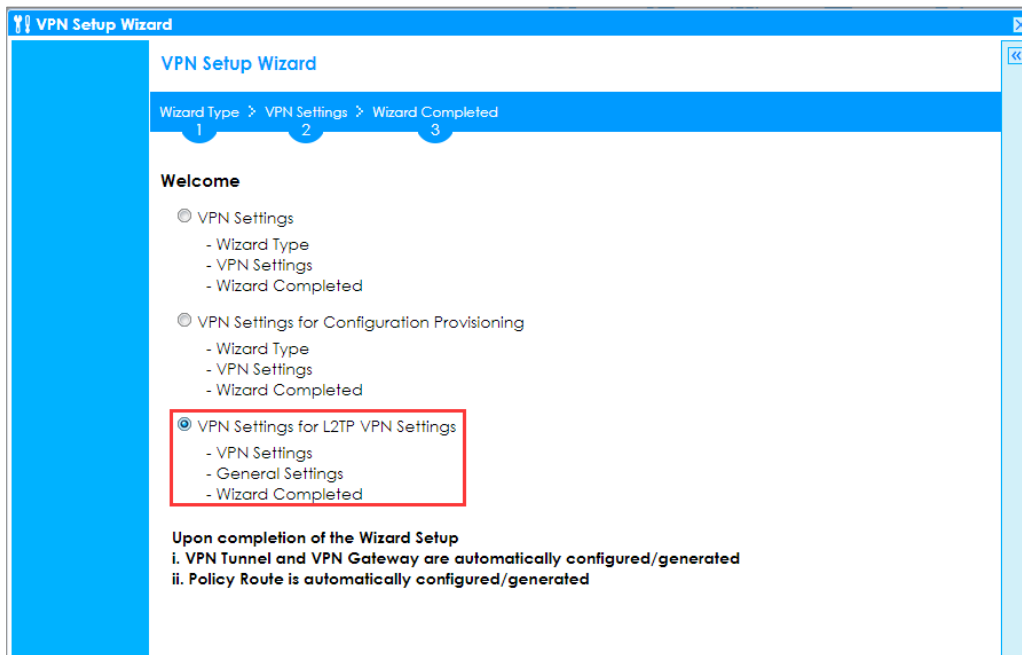 VPN Setup Wizard
VPN Setup Wizard
Wizard Type > VPN Settings > Wizard Completed
1 2 3
Welcome
VPN Settings
- Wizard Type
- VPN Settings
- Wizard Completed
VPN Settings for Configuration Provisioning
- Wizard Type
- VPN Settings
- Wizard Completed
VPN Settings for L2TP VPN Settings
- VPN Settings
- General Settings
- Wizard Completed
Upon completion of the Wizard Setup
i. VPN Tunnel and VPN Gateway are automatically configured/generated
ii. Policy Route is automatically configured/generated